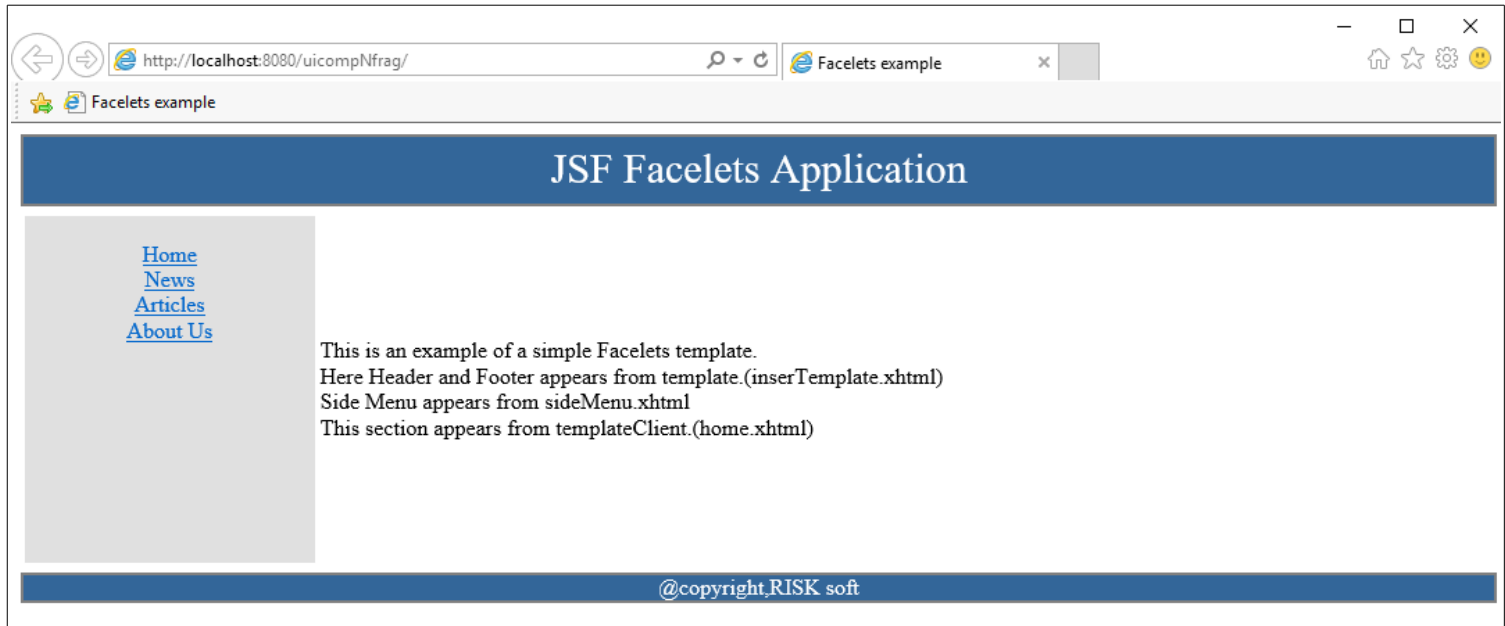 http://localhost:8080/uicompNfrag/
Facelets example
Facelets example
JSF Facelets Application
Home
News
Articles
About Us
This is an example of a simple Facelets template.
Here Header and Footer appears from template.(inserTemplate.xhtml)
Side Menu appears from sideMenu.xhtml
This section appears from templateClient.(home.xhtml)
@copyright,RISK soft